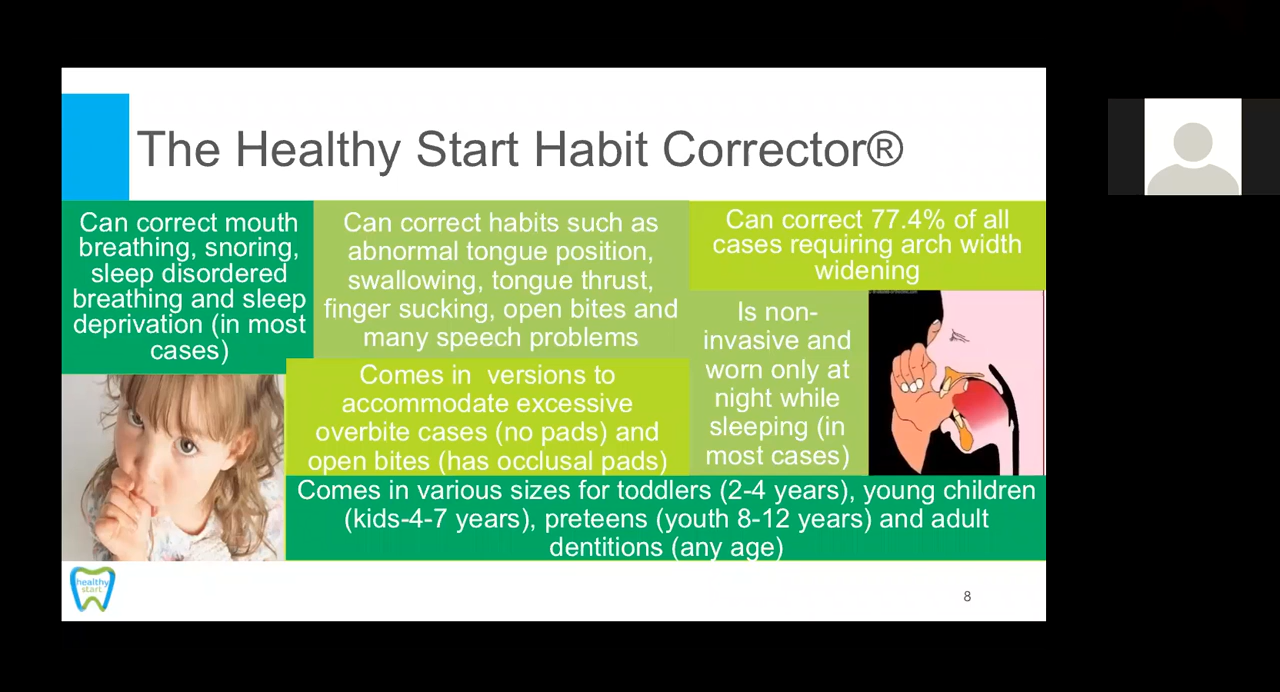 The Healthy Start Habit Corrector®
Can correct mouth
breathing, snoring,
sleep disordered
breathing and sleep
deprivation (in most
cases)
Can correct habits such as
abnormal tongue position,
swallowing, tongue thrust,
finger sucking, open bites and
many speech problems
Can correct 77.4% of all
cases requiring arch width
widening
Is non-
invasive and
worn only at
night while
sleeping (in
most cases)
Comes in  versions to
accommodate excessive
overbite cases (no pads) and
open bites (has occlusal pads)
Comes in various sizes for toddlers (2-4 years), young children
(kids-4-7 years), preteens (youth 8-12 years) and adult
dentitions (any age)
healthy
start
8